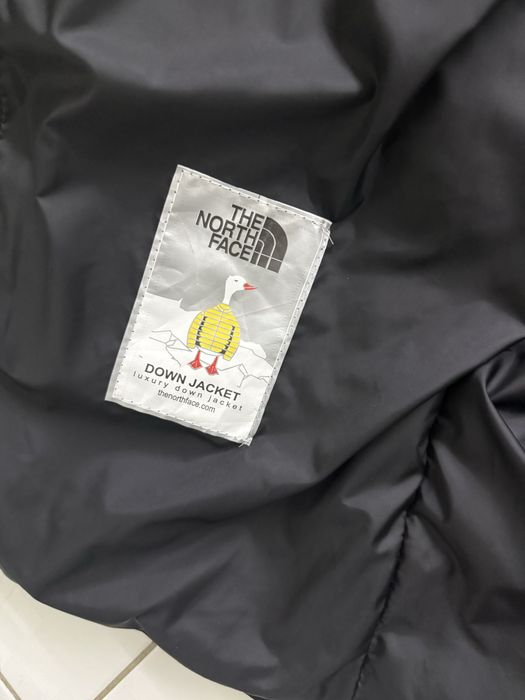 THE
NORTH
FACE
DOWN JACKET
luxury down jacket
thenorthface.com